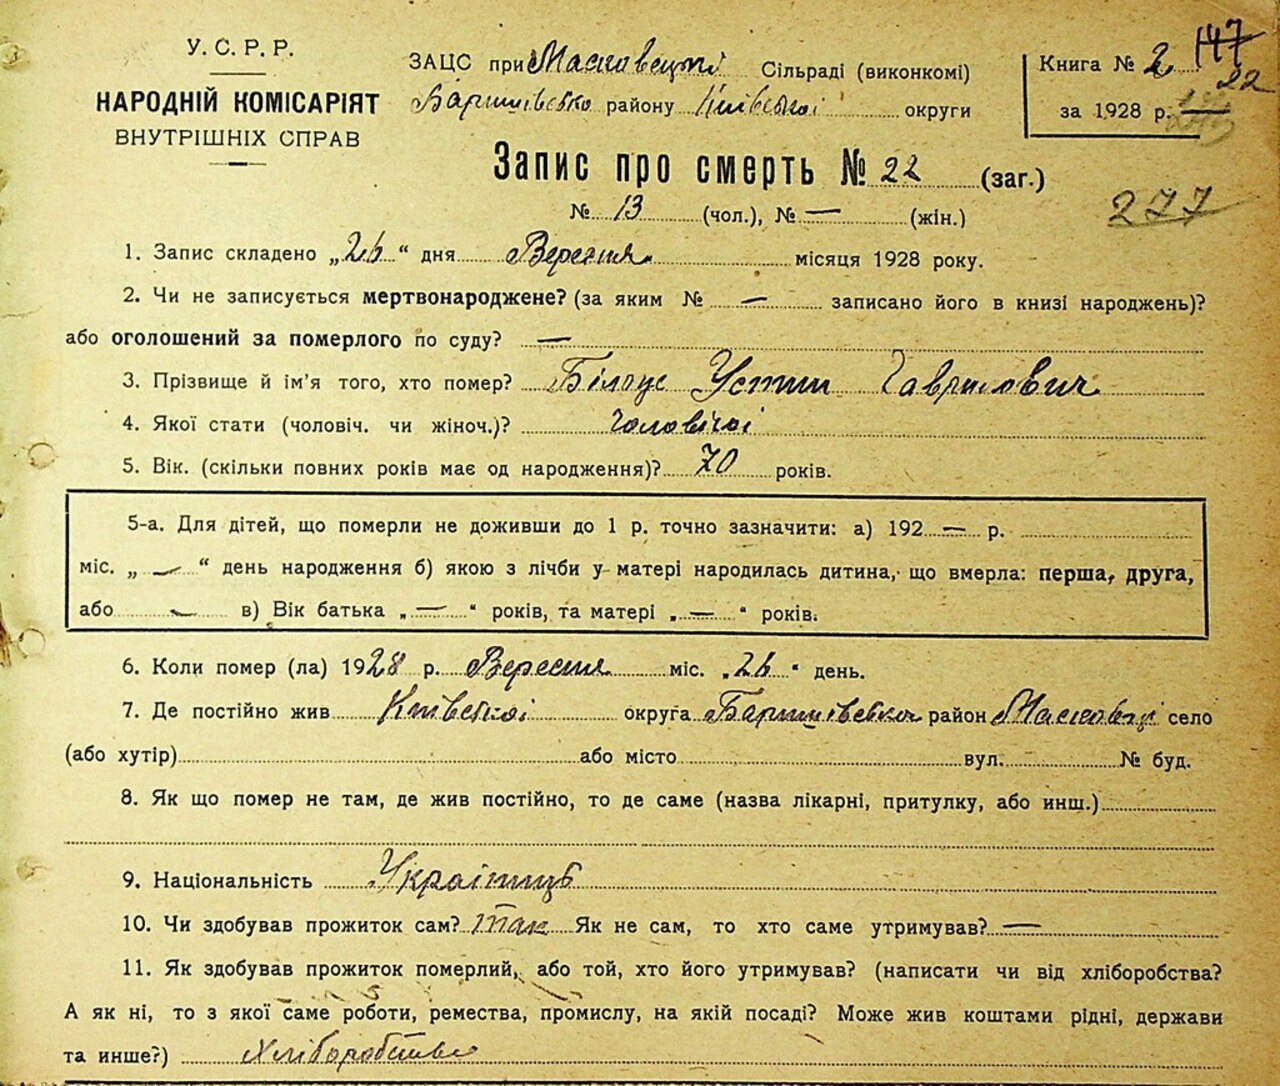 У. С. Р. Р.
НАРОДНІЙ КОМІСАРІЯТ
ВНУТРІШНІХ СПРАВ
ЗАЦС при Масковецькі Сільраді (виконкомі)
Баришівсько району Київської округи
Книга № 2
за 1928 р.
147
22
Запис про смерть № 22 (заг.)
№ 13 (чол.), № — (жін.)
277
1. Запис складено „26“ дня Вересня місяця 1928 року.
2. Чи не записується мертвонароджене? (за яким № — записано його в книзі народжень)?
або оголошений за померлого по суду? —
3. Прізвище й ім'я того, хто помер? Білоус Устин Гаврилович
4. Якої стати (чоловіч. чи жіноч.)? чоловічої
5. Вік. (скільки повних років має од народження)? 70 років.
5-а. Для дітей, що померли не доживши до 1 р. точно зазначити: а) 192 — р.
міс. „ — “ день народження б) якою з лічби у матері народилась дитина, що вмерла: перша, друга,
або — в) Вік батька „ — “ років, та матері „ — “ років.
6. Коли помер (ла) 1928 р. Вересня міс. „26“ день.
7. Де постійно жив Київської округа Баришівсько район Масковці село
(або хутір) або місто вул. № буд.
8. Як що помер не там, де жив постійно, то де саме (назва лікарні, притулку, або инш.)
9. Національність Українець
10. Чи здобував прожиток сам? так Як не сам, то хто саме утримував? —
11. Як здобував прожиток померлий, або той, хто його утримував? (написати чи від хліборобства?
А як ні, то з якої саме роботи, ремества, промислу, на якій посаді? Може жив коштами рідні, держави
та инше?) Хліборобства